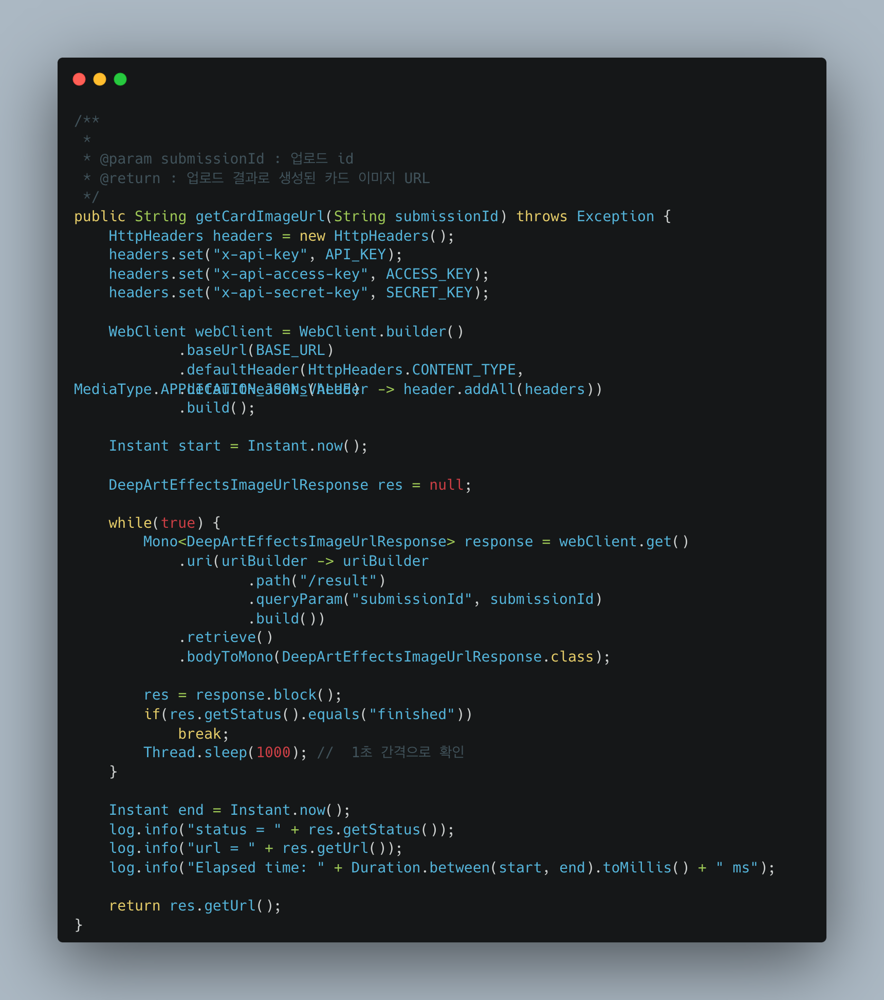 /**
 *
 * @param submissionId : 업로드 id
 * @return : 업로드 결과로 생성된 카드 이미지 URL
 */
public String getCardImageUrl(String submissionId) throws Exception {
    HttpHeaders headers = new HttpHeaders();
    headers.set("x-api-key", API_KEY);
    headers.set("x-api-access-key", ACCESS_KEY);
    headers.set("x-api-secret-key", SECRET_KEY);

    WebClient webClient = WebClient.builder()
            .baseUrl(BASE_URL)
            .defaultHeader(HttpHeaders.CONTENT_TYPE,
MediaType.APPLICATION_JSON_VALUE)
            .defaultHeaders(header -> header.addAll(headers))
            .build();

    Instant start = Instant.now();

    DeepArtEffectsImageUrlResponse res = null;

    while(true) {
        Mono<DeepArtEffectsImageUrlResponse> response = webClient.get()
            .uri(uriBuilder -> uriBuilder
                    .path("/result")
                    .queryParam("submissionId", submissionId)
                    .build())
            .retrieve()
            .bodyToMono(DeepArtEffectsImageUrlResponse.class);

        res = response.block();
        if(res.getStatus().equals("finished"))
            break;
        Thread.sleep(1000); //  1초 간격으로 확인
    }

    Instant end = Instant.now();
    log.info("status = " + res.getStatus());
    log.info("url = " + res.getUrl());
    log.info("Elapsed time: " + Duration.between(start, end).toMillis() + " ms");

    return res.getUrl();
}